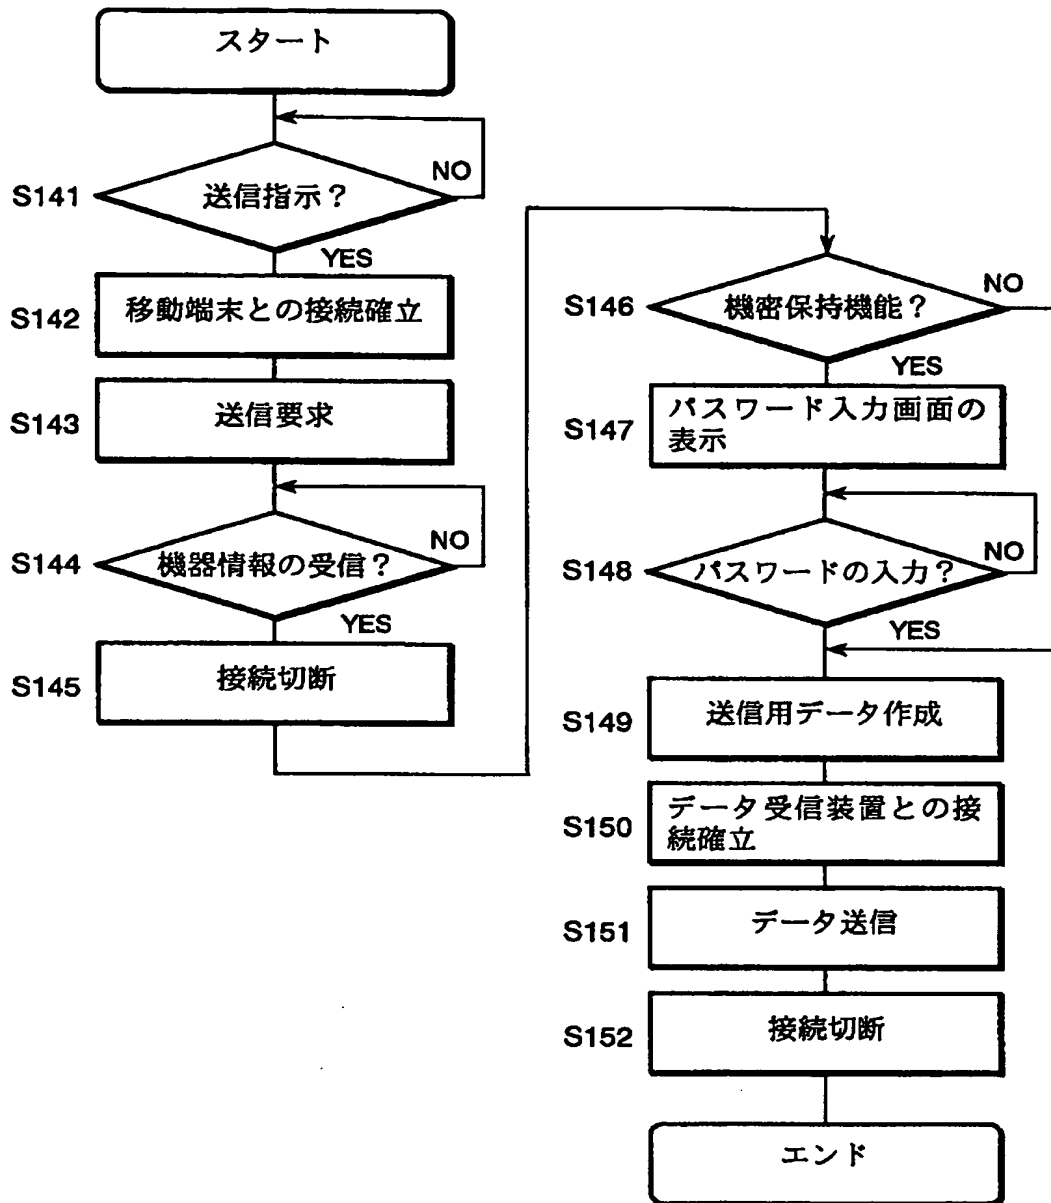 スタート
NO
S141
送信指示?
YES
S142
移動端末との接続確立
S143
送信要求
NO
S144
機器情報の受信?
YES
S145
接続切断
NO
S146
機密保持機能?
YES
S147
パスワード入力画面の
表示
NO
S148
パスワードの入力?
YES
S149
送信用データ作成
S150
データ受信装置との接
続確立
S151
データ送信
S152
接続切断
エンド